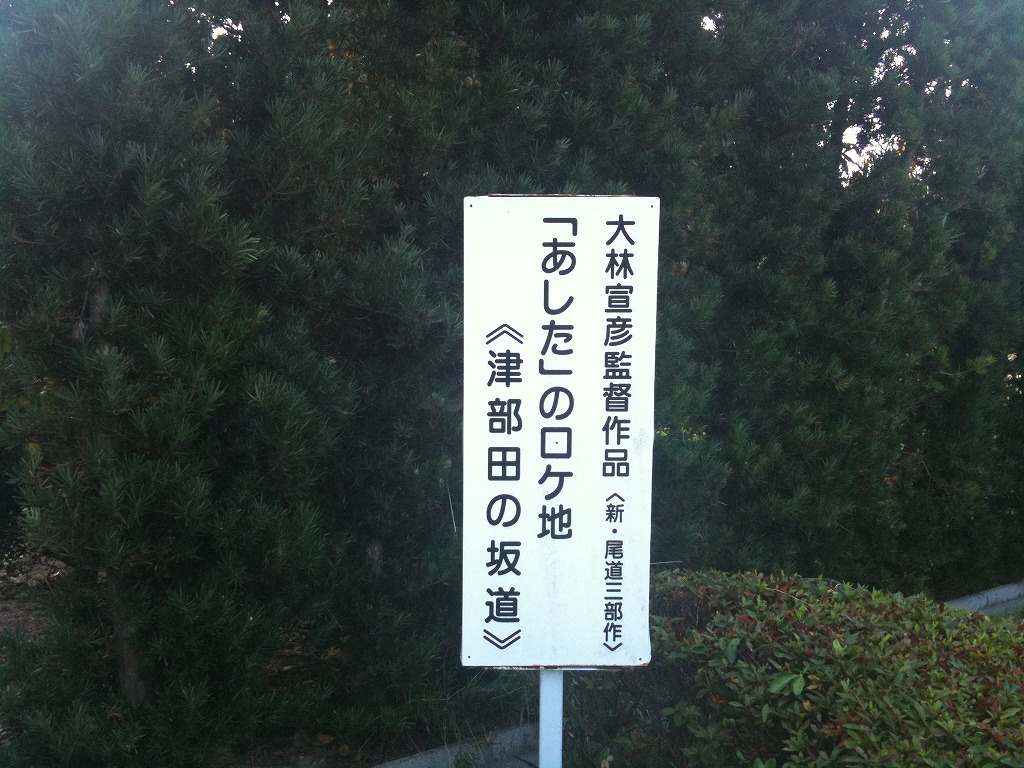 大林宣彦監督作品〈新・尾道三部作〉
「あした」のロケ地
《津部田の坂道》